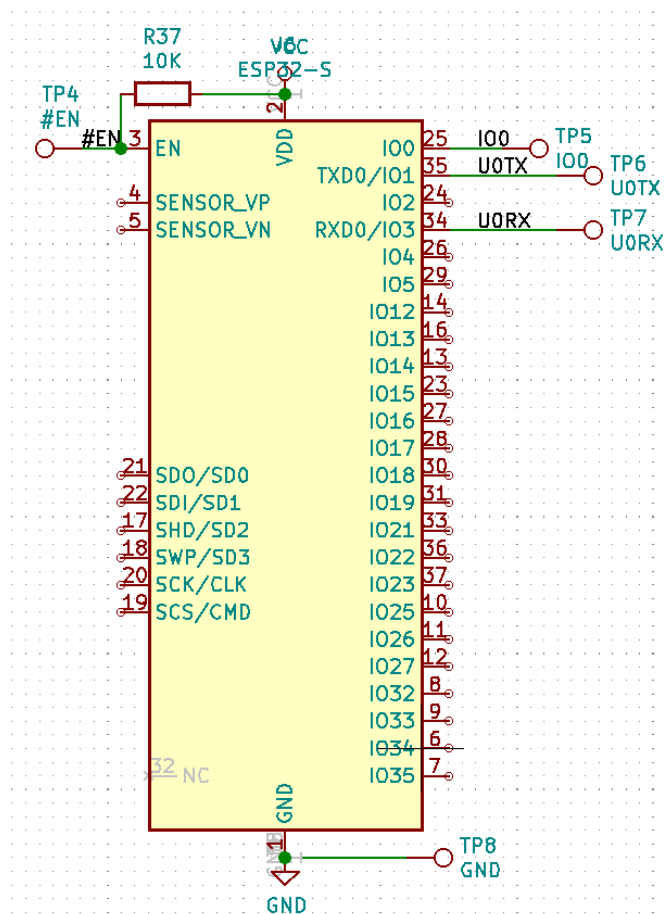 R37
10K
VCC
ESP32-S
TP4
#EN
#EN
3
EN
2
VDD
IO0
25
IO0
TP5
IO0
TXD0/IO1
35
U0TX
TP6
U0TX
4
SENSOR_VP
IO2
24
5
SENSOR_VN
RXD0/IO3
34
U0RX
TP7
U0RX
IO4
26
IO5
29
IO12
14
IO13
16
IO14
13
IO15
23
IO16
27
IO17
28
21
SDO/SD0
IO18
30
22
SDI/SD1
IO19
31
17
SHD/SD2
IO21
33
18
SWP/SD3
IO22
36
20
SCK/CLK
IO23
37
19
SCS/CMD
IO25
10
IO26
11
IO27
12
IO32
8
IO33
9
IO34
6
32
NC
IO35
7
GND
1
TP8
GND
GND